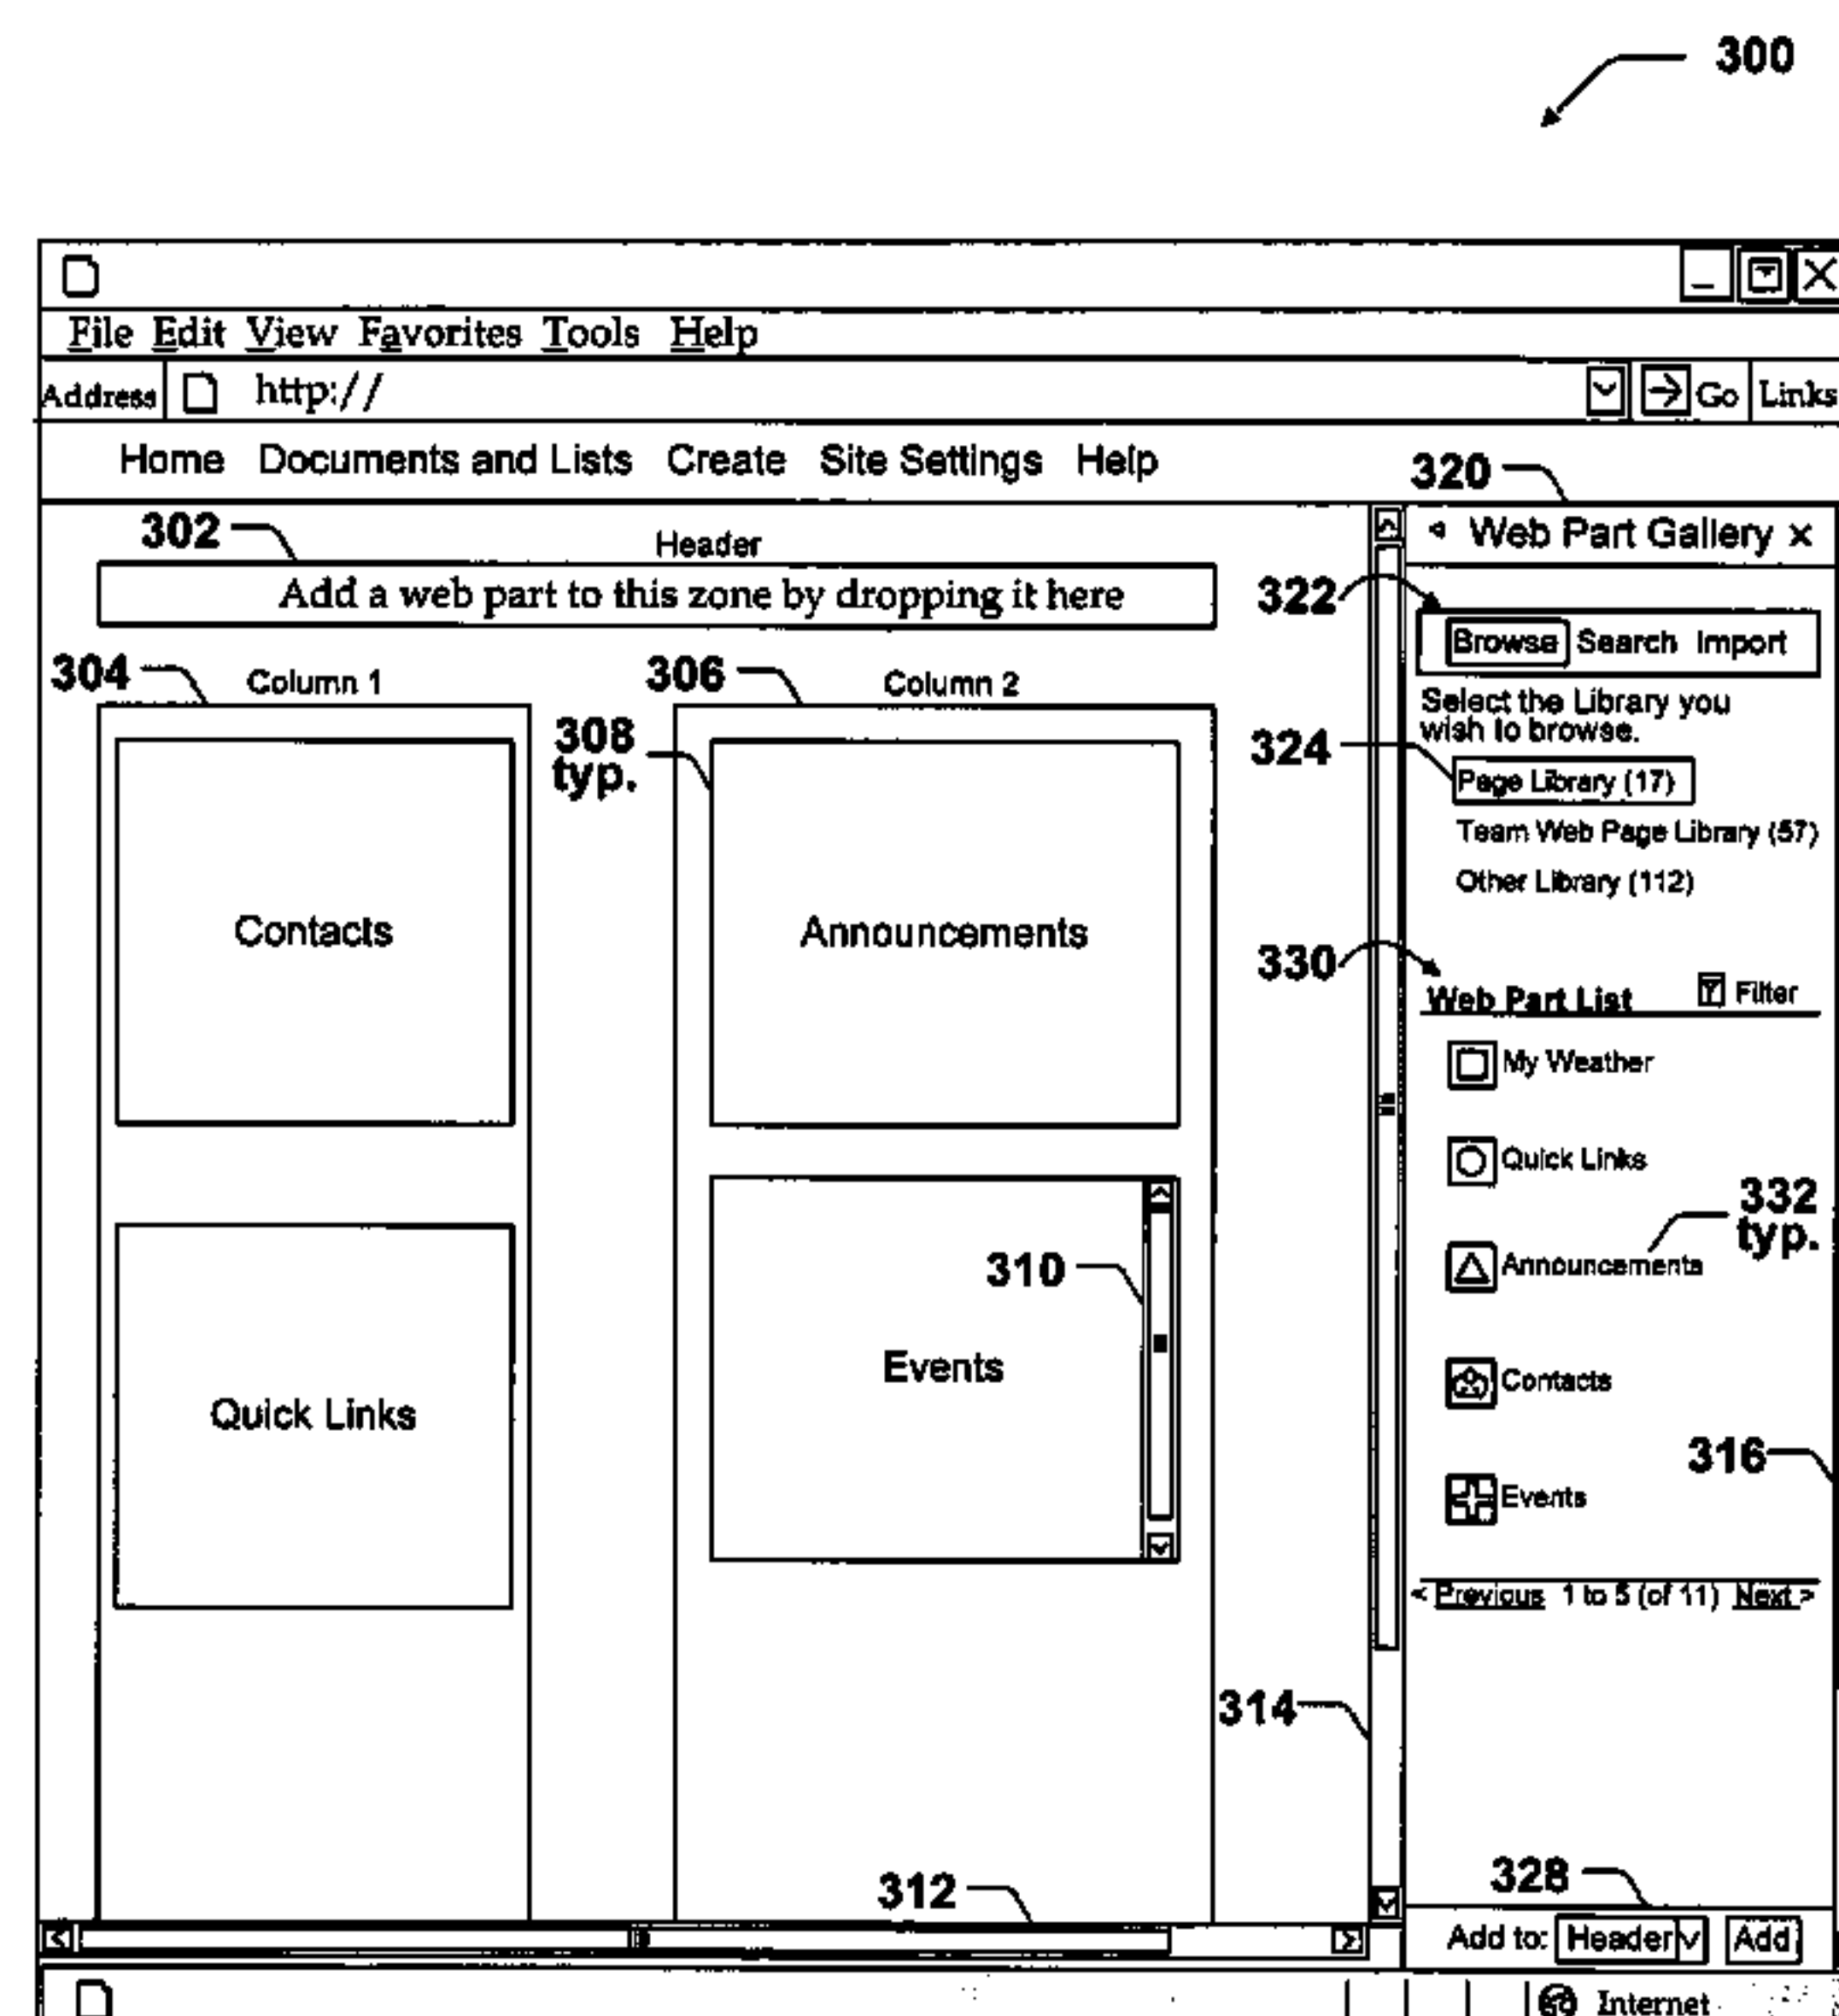 300
File Edit View Favorites Tools Help
Address http:// Go Links
Home Documents and Lists Create Site Settings Help
320
302
Header
Web Part Gallery ×
Add a web part to this zone by dropping it here
322
Browse Search Import
304
Column 1
306
Column 2
Select the Library you
wish to browse.
308
typ.
324
Page Library (17)
Team Web Page Library (57)
Other Library (112)
Contacts
Announcements
330
Web Part List
Filter
My Weather
Quick Links
332
typ.
310
Announcements
Events
Contacts
Quick Links
316
Events
< Previous 1 to 5 (of 11) Next >
314
312
328
Add to: Header Add
Internet